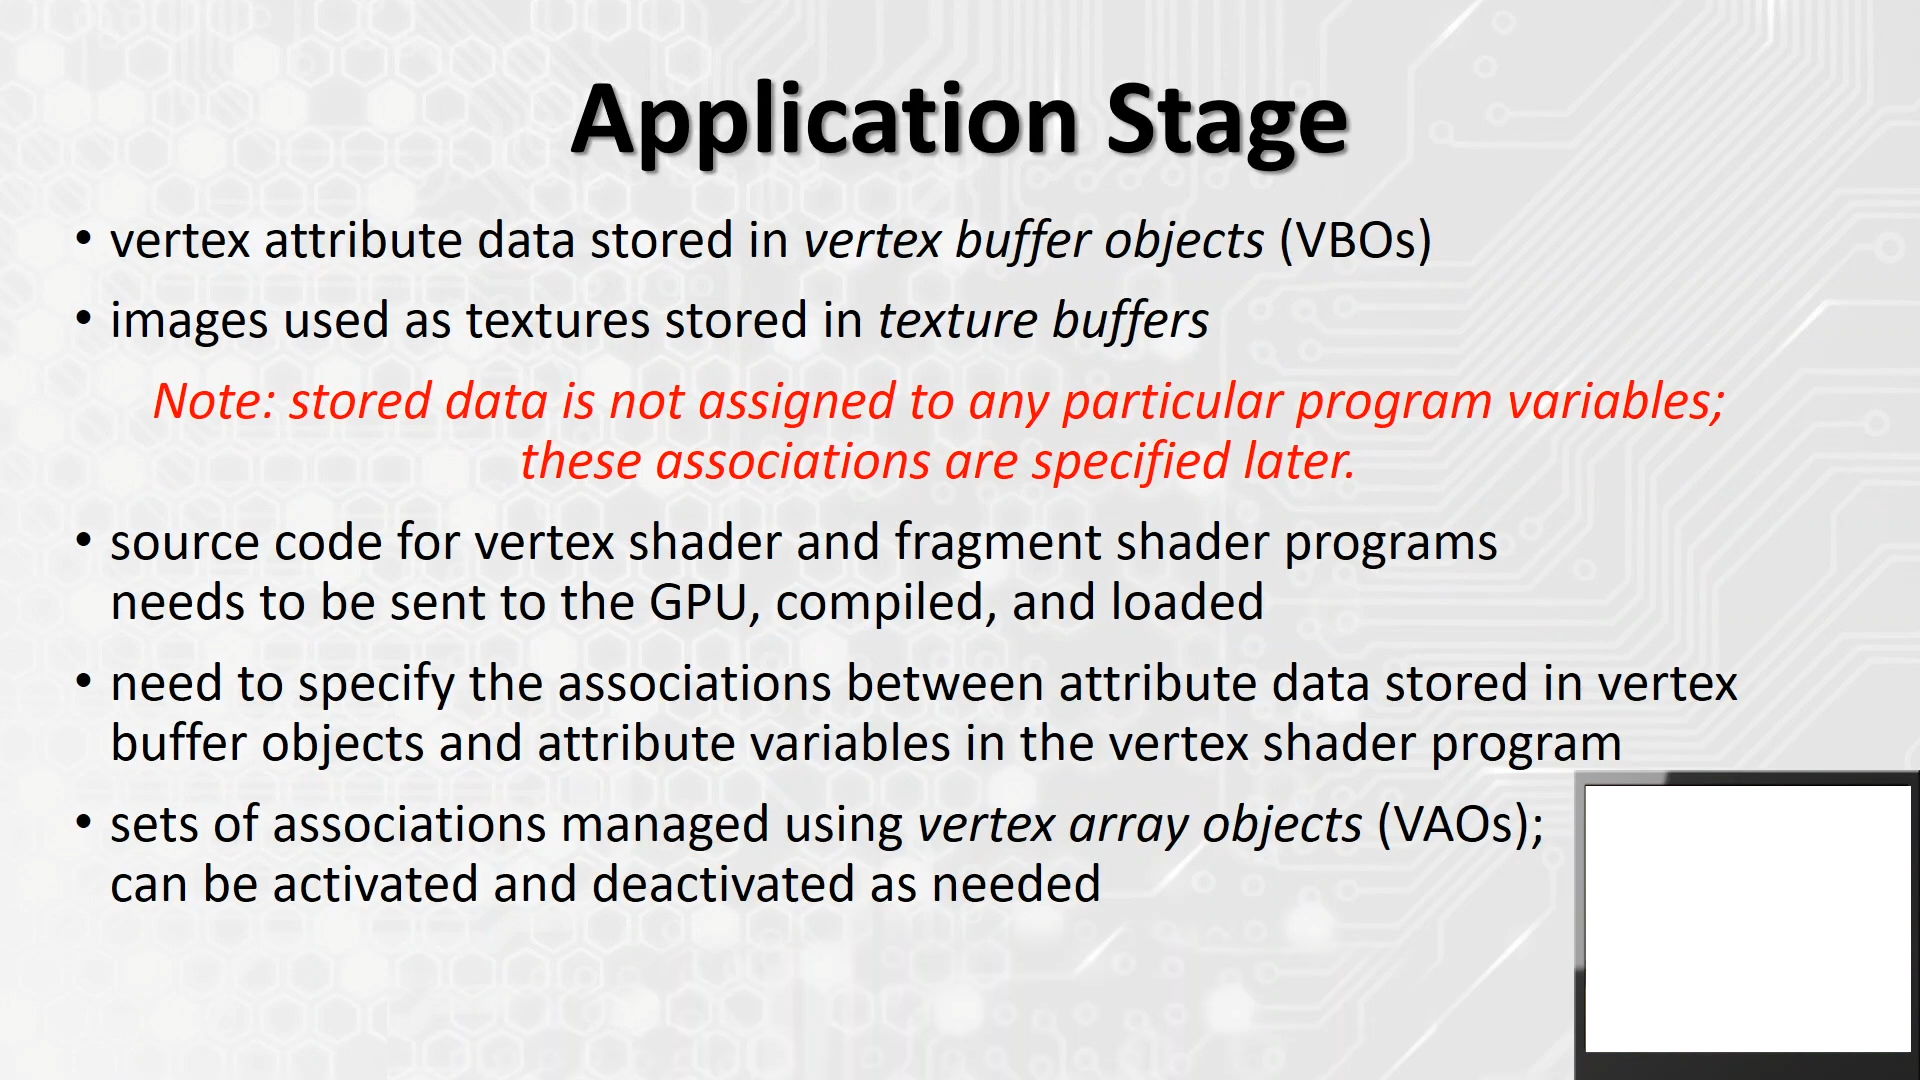 Application Stage
• vertex attribute data stored in vertex buffer objects (VBOs)
• images used as textures stored in texture buffers
Note: stored data is not assigned to any particular program variables;
these associations are specified later.
• source code for vertex shader and fragment shader programs
needs to be sent to the GPU, compiled, and loaded
• need to specify the associations between attribute data stored in vertex
buffer objects and attribute variables in the vertex shader program
• sets of associations managed using vertex array objects (VAOs);
can be activated and deactivated as needed